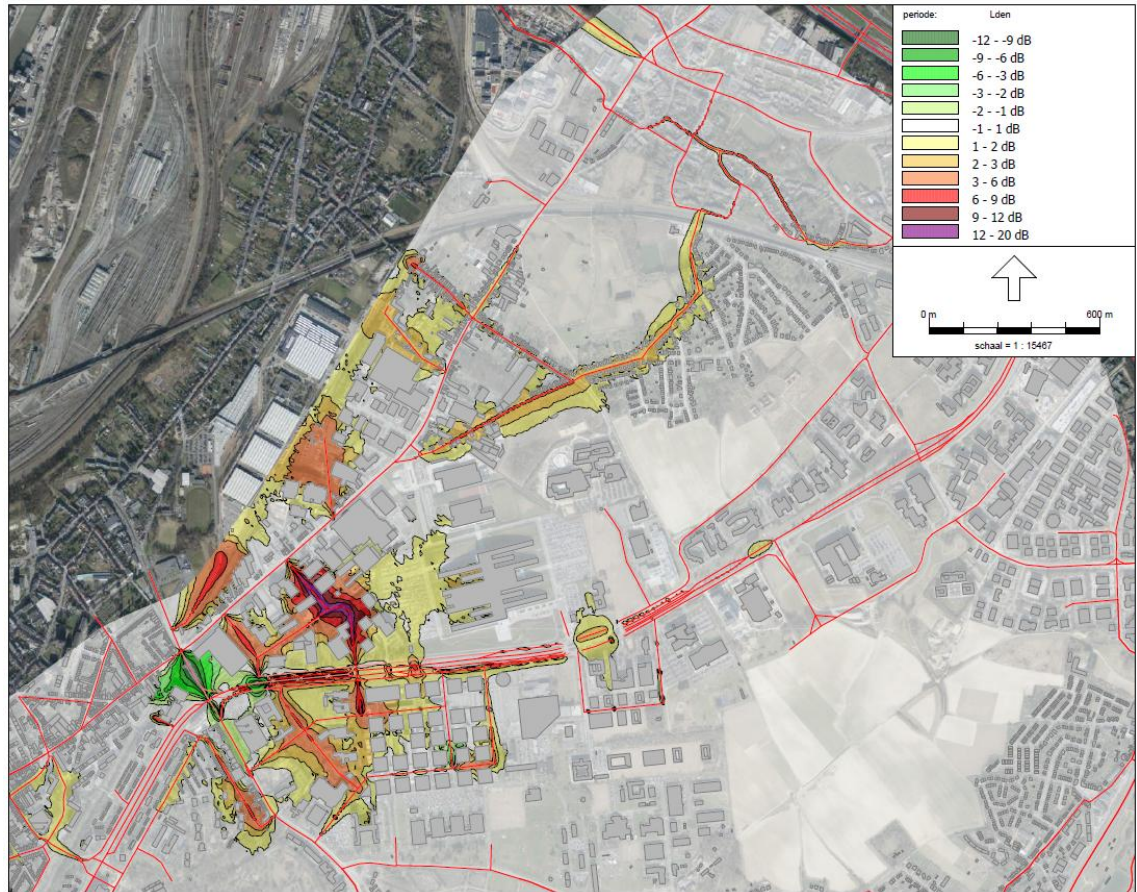 periode: Lden
-12 - -9 dB
-9 - -6 dB
-6 - -3 dB
-3 - -2 dB
-2 - -1 dB
-1 - 1 dB
1 - 2 dB
2 - 3 dB
3 - 6 dB
6 - 9 dB
9 - 12 dB
12 - 20 dB
0 m 600 m
schaal = 1 : 15467